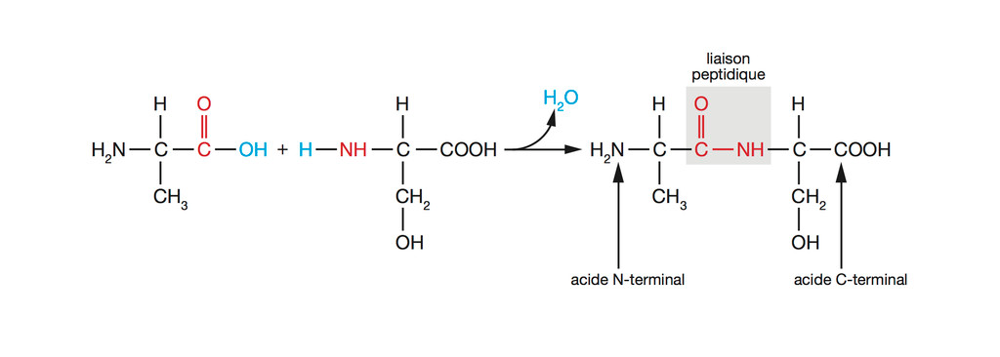 liaison
peptidique
H O H H₂O H O H
H₂N—C—C—OH + H—NH—C—COOH H₂N—C—C—NH—C—COOH
CH₃ CH₂ CH₃ CH₂
OH OH
acide N-terminal acide C-terminal